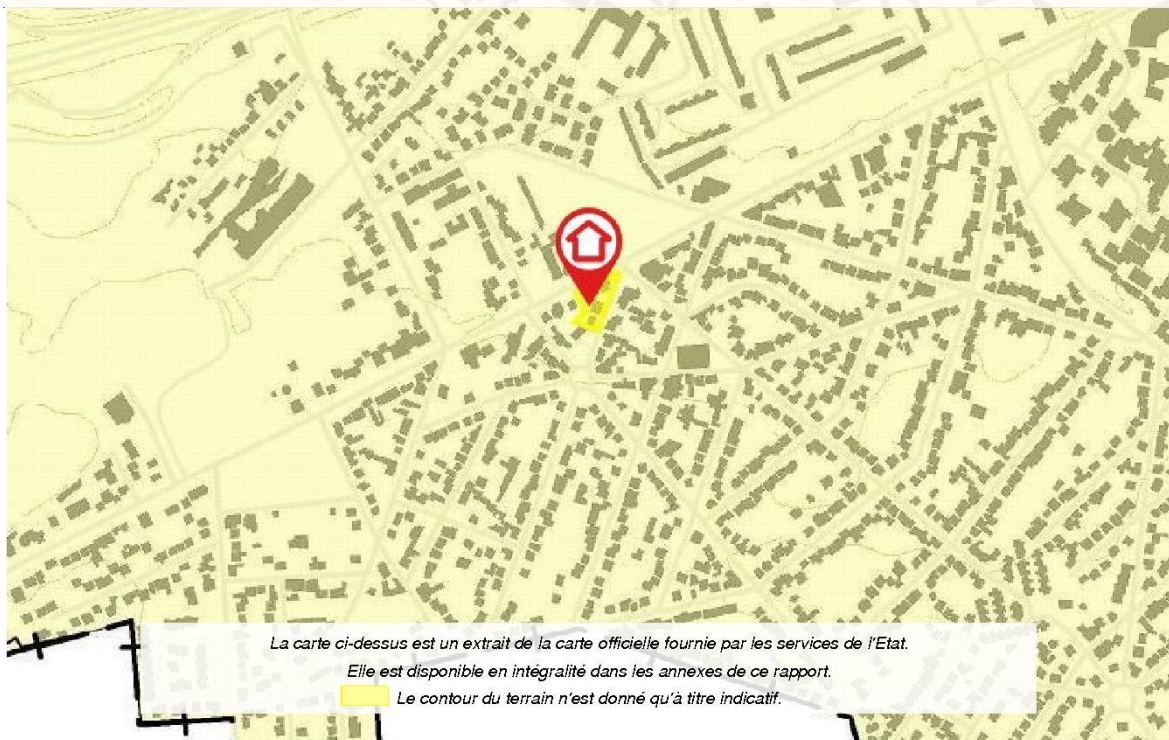 La carte ci-dessus est un extrait de la carte officielle fournie par les services de l'Etat.
Elle est disponible en intégralité dans les annexes de ce rapport.
Le contour du terrain n'est donné qu'à titre indicatif.